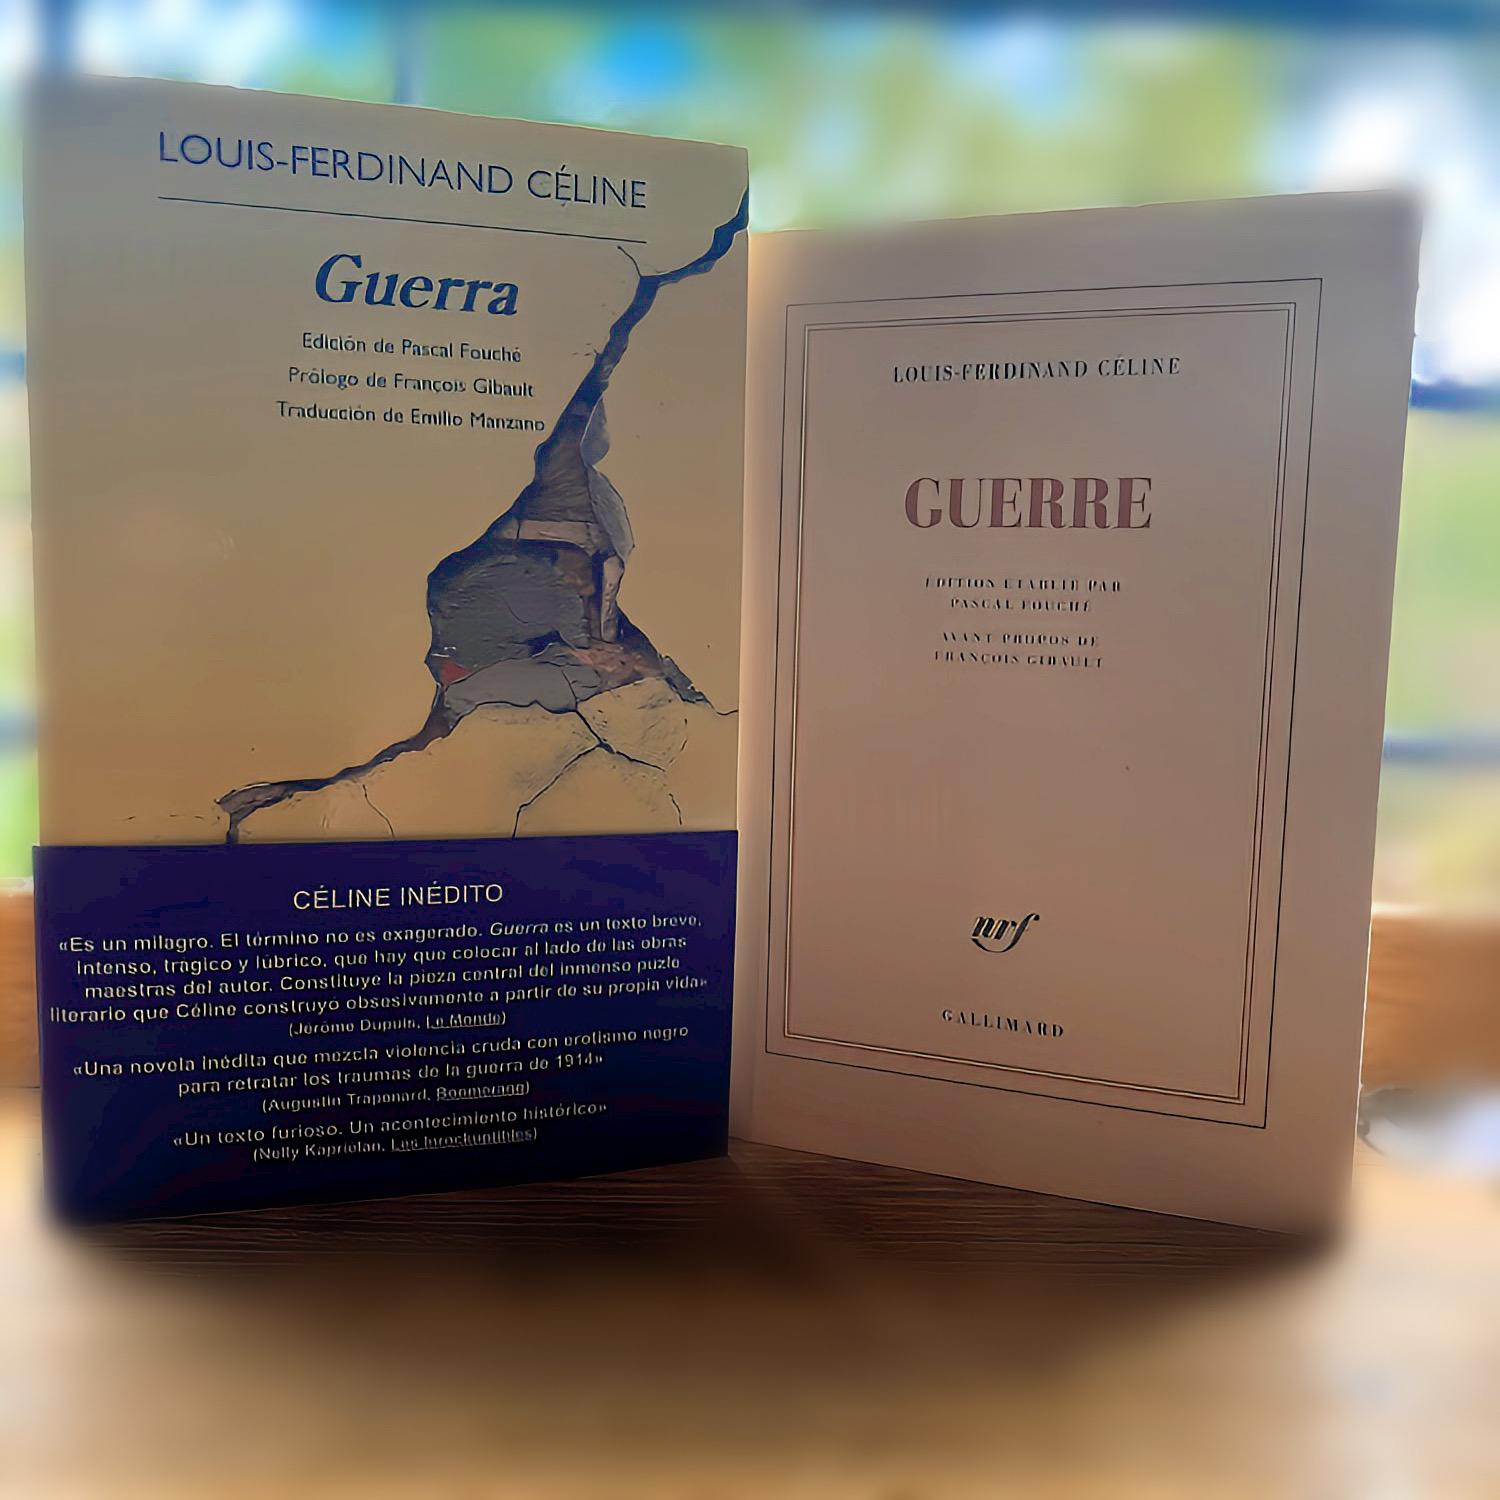 LOUIS-FERDINAND CÉLINE
Guerra
Edición de Pascal Fouché
Prólogo de François Gibault
Traducción de Emilio Manzano
CÉLINE INÉDITO
«Es un milagro. El término no es exagerado. Guerra es un texto breve,
intenso, trágico y lúbrico, que hay que colocar al lado de las obras
maestras del autor. Constituye la pieza central del inmenso puzle
literario que Céline construyó obsesivamente a partir de su propia vida»
(Jérôme Dupuis, Le Monde)
«Una novela inédita que mezcla violencia cruda con erotismo negro
para retratar los traumas de la guerra de 1914»
(Augustin Trapenard, Boomerang)
«Un texto furioso. Un acontecimiento histórico»
(Nelly Kapriélan, Les Inrockuptibles)
LOUIS-FERDINAND CÉLINE
GUERRE
ÉDITION ÉTABLIE PAR
PASCAL FOUCHÉ
AVANT-PROPOS DE
FRANÇOIS GIBAULT
nrf
GALLIMARD